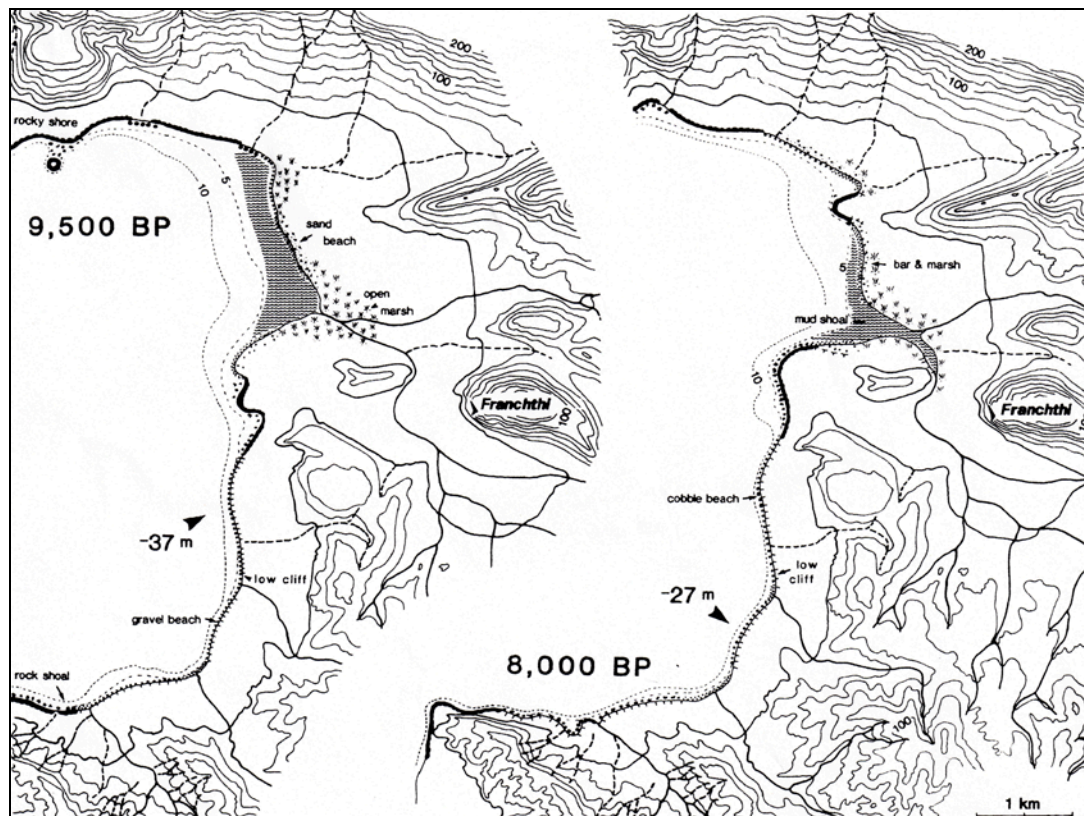 200
100
rocky shore
10
5
9,500 BP
sand
beach
open
marsh
Franchthi
100
-37 m
low cliff
gravel beach
rock shoal
200
100
5
bar & marsh
mud shoal
10
Franchthi
cobble beach
low
cliff
-27 m
8,000 BP
100
1 km